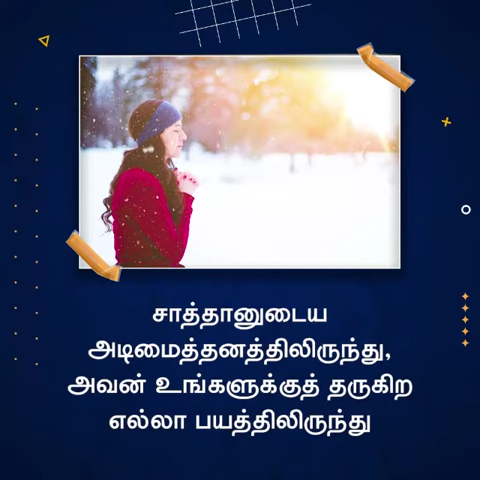 சாத்தானுடைய
அடிமைத்தனத்திலிருந்து,
அவன் உங்களுக்குத் தருகிற
எல்லா பயத்திலிருந்து